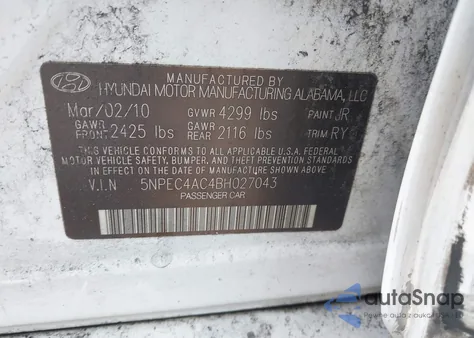 MANUFACTURED BY
HYUNDAI MOTOR MANUFACTURING ALABAMA, LLC
Mar/02/10 GVWR 4299 lbs PAINT JR
GAWR FRONT 2425 lbs GAWR REAR 2116 lbs TRIM RY
THIS VEHICLE CONFORMS TO ALL APPLICABLE U.S.A. FEDERAL
MOTOR VEHICLE SAFETY, BUMPER, AND THEFT PREVENTION
STANDARDS IN EFFECT ON THE DATE OF MANUFACTURE SHOWN ABOVE.
V.I.N 5NPEC4AC4BH027043
PASSENGER CAR
autoSnap
Pewne auta z